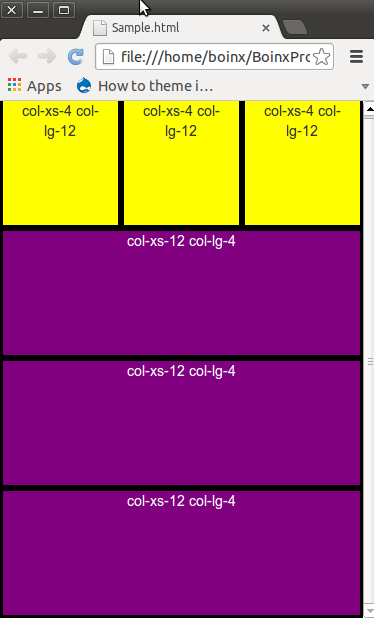 Sample.html
file:///home/boinx/BoinxPro
Apps How to theme i…
col-xs-4 col-
lg-12
col-xs-4 col-
lg-12
col-xs-4 col-
lg-12
col-xs-12 col-lg-4
col-xs-12 col-lg-4
col-xs-12 col-lg-4